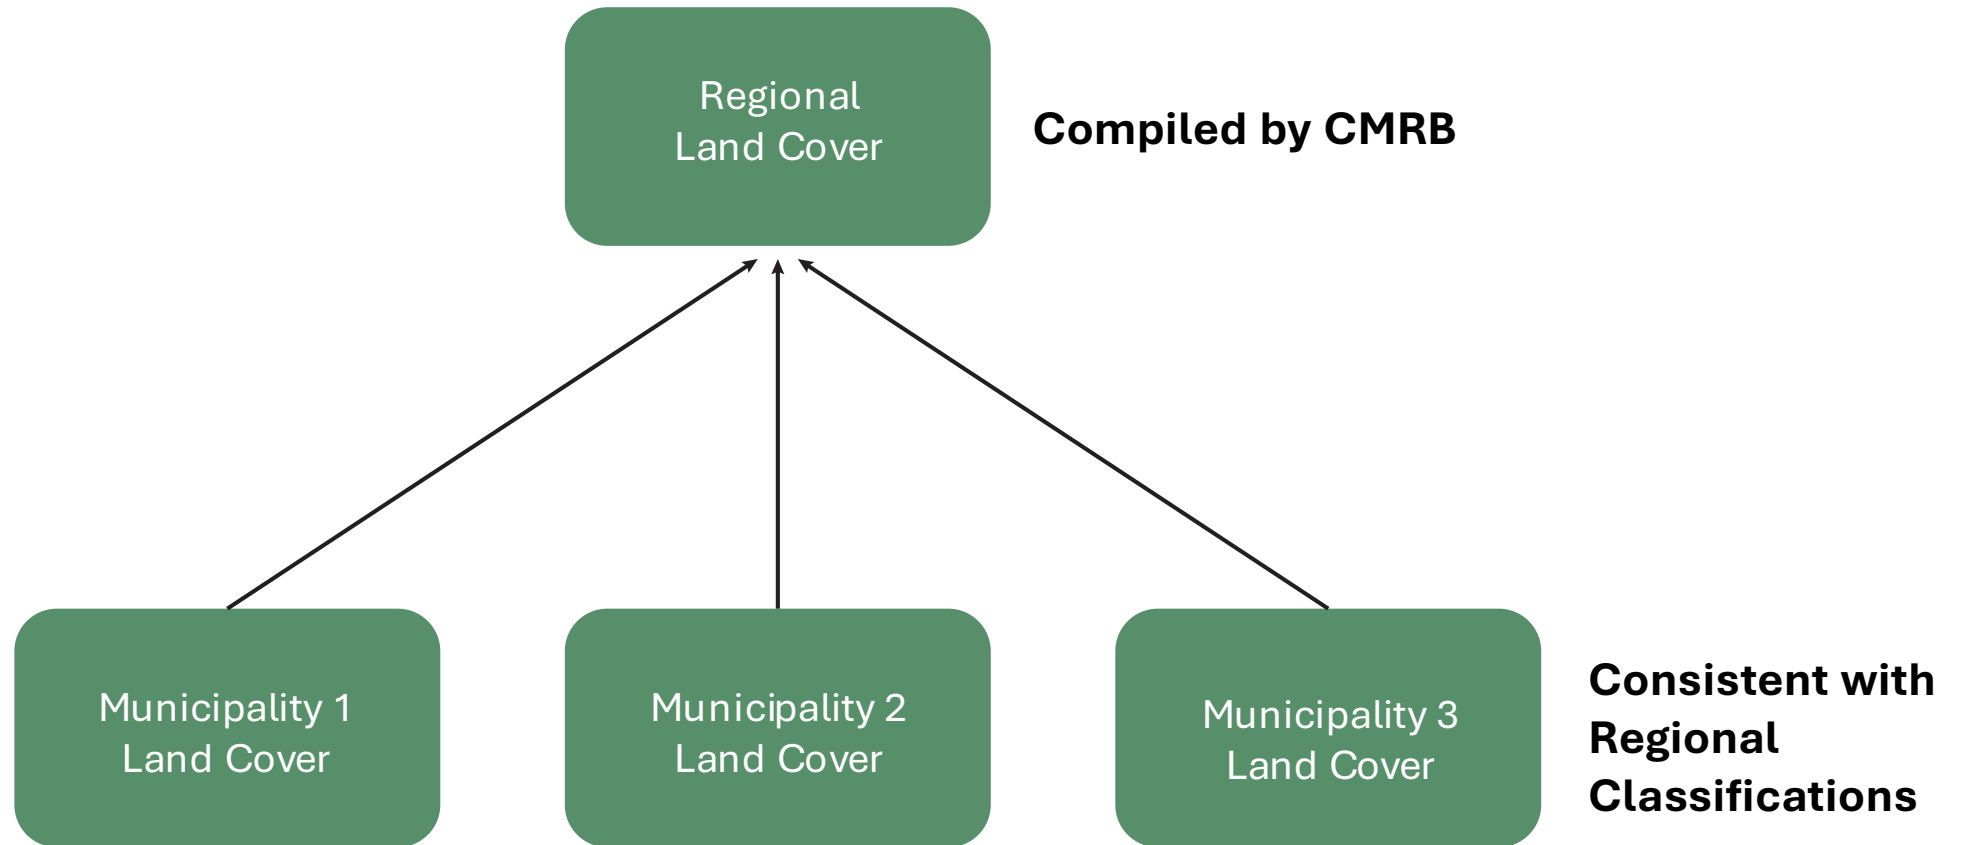 Regional
Land Cover
Compiled by CMRB
Municipality 1
Land Cover
Municipality 2
Land Cover
Municipality 3
Land Cover
Consistent with
Regional
Classifications